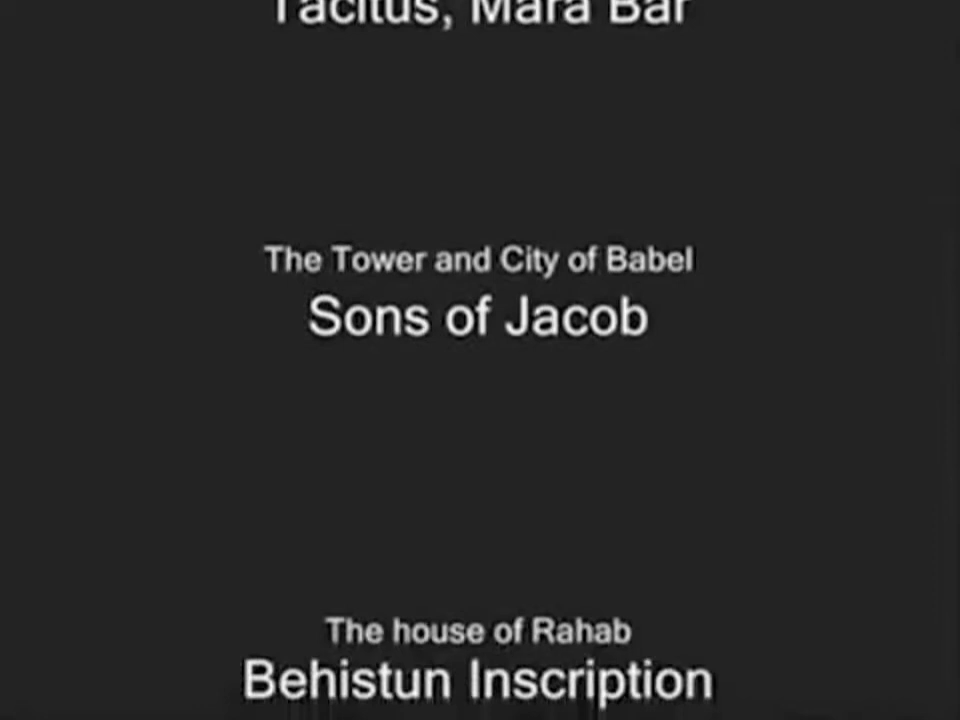 Tacitus, Mara Bar
The Tower and City of Babel
Sons of Jacob
The house of Rahab
Behistun Inscription